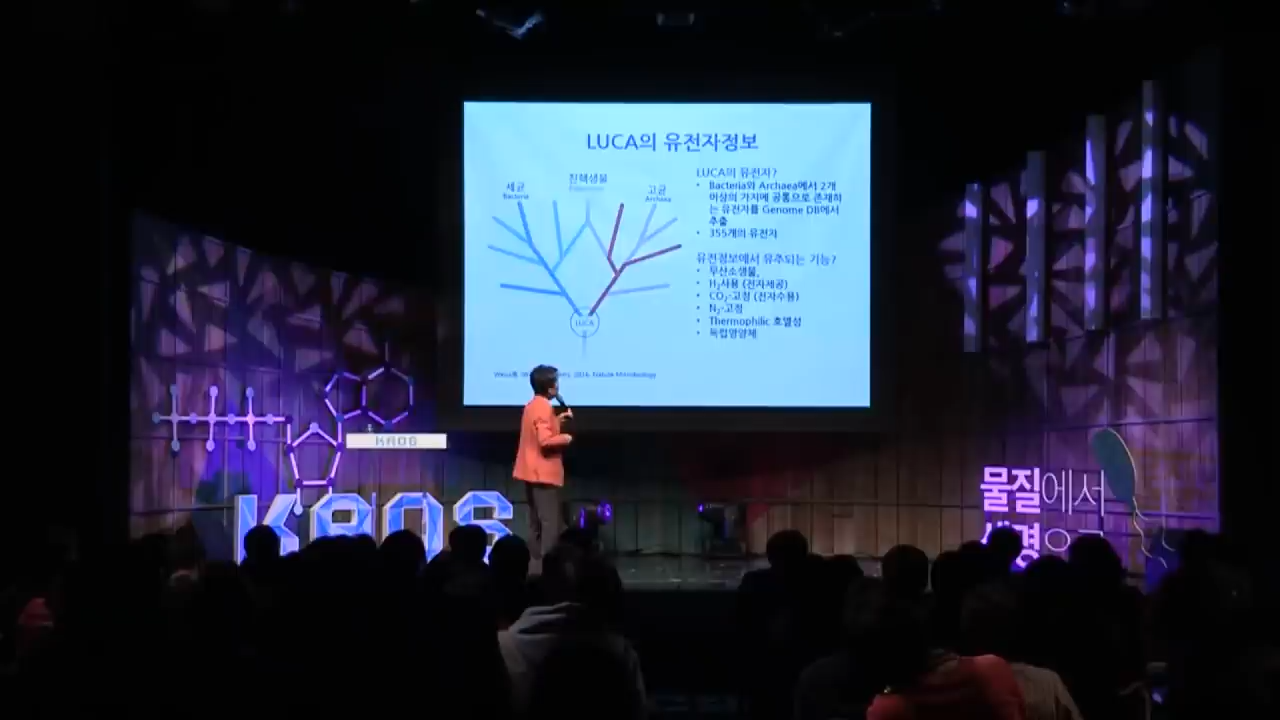 LUCA의 유전자정보
LUCA의 유전자?
세균
Bacteria
진핵생물
고균
Archaea
• Bacteria와 Archaea에서 2개
이상의 가지에 공통으로 존재하
는 유전자를 Genome DB에서
추출
• 355개의 유전자
유전정보에서 유추되는 기능?
• 무산소생물,
• H₂사용 (전자제공)
• CO₂-고정 (전자수용)
• N₂-고정
• Thermophilic 호열성
• 독립영양체
LUCA
2016, Nature Microbiology
KAOS
KAOS
물질에서